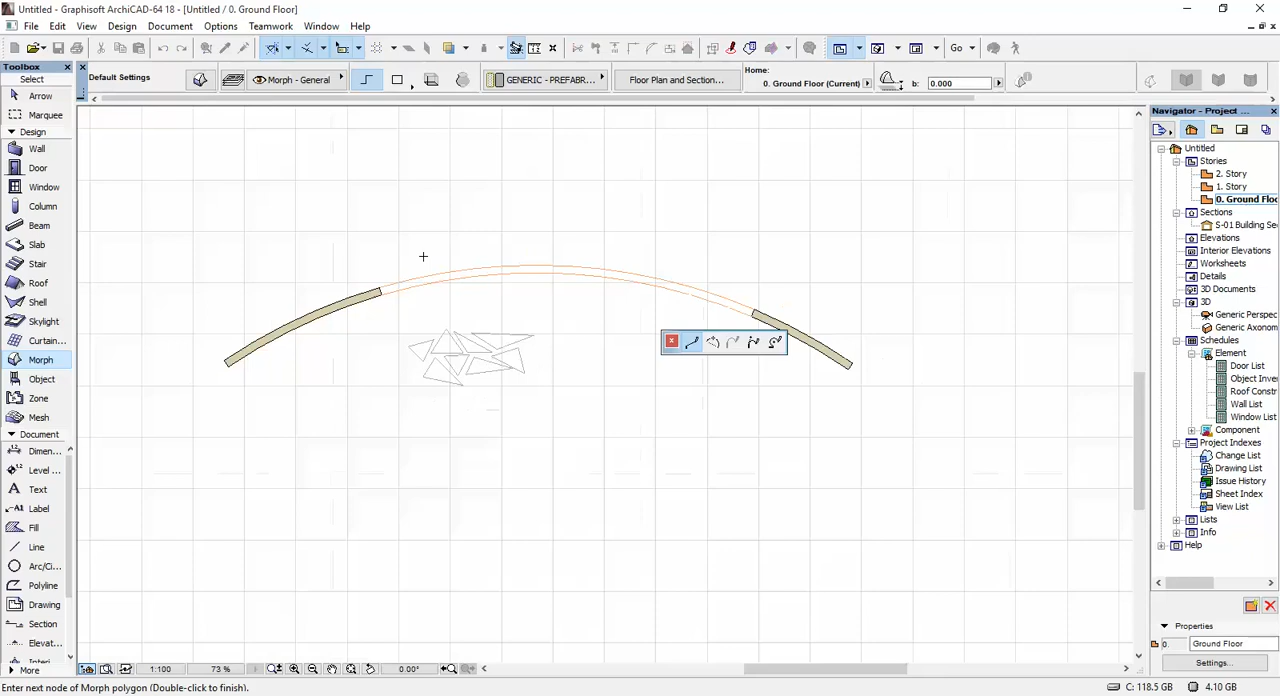 Untitled - Graphisoft ArchiCAD-64 18 - [Untitled / 0. Ground Floor]
File Edit View Design Document Options Teamwork Window Help
Go
Toolbox
Select
Arrow
Marquee
Design
Wall
Door
Window
Column
Beam
Slab
Stair
Roof
Shell
Skylight
Curtain...
Morph
Object
Zone
Mesh
Document
Dimen...
Level ...
Text
Label
Fill
Line
Arc/Ci...
Polyline
Drawing
Section
Elevat...
Interi
More
Default Settings
Morph - General
GENERIC - PREFABR...
Floor Plan and Section...
Home:
0. Ground Floor (Current)
b: 0.000
Navigator - Project ...
Untitled
Stories
2. Story
1. Story
0. Ground Floo
Sections
S-01 Building Se
Elevations
Interior Elevations
Worksheets
Details
3D Documents
3D
Generic Perspec
Generic Axonom
Schedules
Element
Door List
Object Inve
Roof Constr
Wall List
Window List
Component
Project Indexes
Change List
Drawing List
Issue History
Sheet Index
View List
Lists
Info
Help
Properties
0. Ground Floor
Settings...
1:100 73 % 0.00°
Enter next node of Morph polygon (Double-click to finish).
C: 118.5 GB 4.10 GB